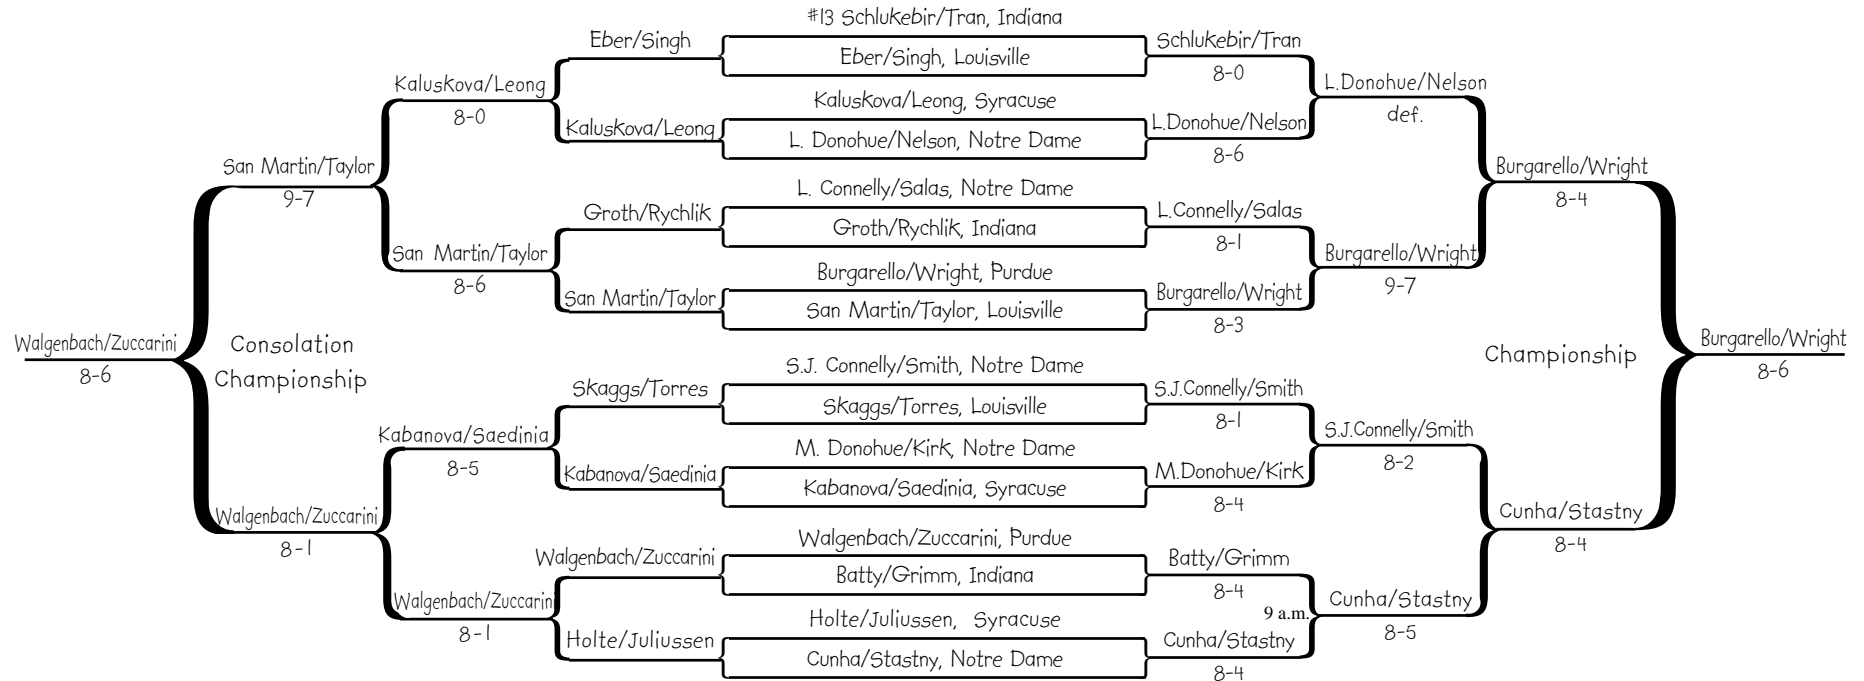 #13 Schlukebir/Tran, Indiana
Eber/Singh
Eber/Singh, Louisville
Schlukebir/Tran
8-0
Kaluskova/Leong
8-0
L.Donohue/Nelson
def.
Kaluskova/Leong, Syracuse
Kaluskova/Leong
L. Donohue/Nelson, Notre Dame
L.Donohue/Nelson
8-6
San Martin/Taylor
9-7
Burgarello/Wright
8-4
L. Connelly/Salas, Notre Dame
Groth/Rychlik
Groth/Rychlik, Indiana
L.Connelly/Salas
8-1
San Martin/Taylor
8-6
Burgarello/Wright
9-7
Burgarello/Wright, Purdue
San Martin/Taylor
San Martin/Taylor, Louisville
Burgarello/Wright
8-3
Walgenbach/Zuccarini
8-6
Consolation
Championship
Championship
Burgarello/Wright
8-6
S.J. Connelly/Smith, Notre Dame
Skaggs/Torres
Skaggs/Torres, Louisville
S.J.Connelly/Smith
8-1
Kabanova/Saedinia
8-5
S.J.Connelly/Smith
8-2
M. Donohue/Kirk, Notre Dame
Kabanova/Saedinia
Kabanova/Saedinia, Syracuse
M.Donohue/Kirk
8-4
Walgenbach/Zuccarini
8-1
Cunha/Stastny
8-4
Walgenbach/Zuccarini, Purdue
Walgenbach/Zuccarini
Batty/Grimm, Indiana
Batty/Grimm
8-4
Walgenbach/Zuccarini
8-1
9 a.m.
Cunha/Stastny
8-5
Holte/Juliussen, Syracuse
Holte/Juliussen
Cunha/Stastny, Notre Dame
Cunha/Stastny
8-4